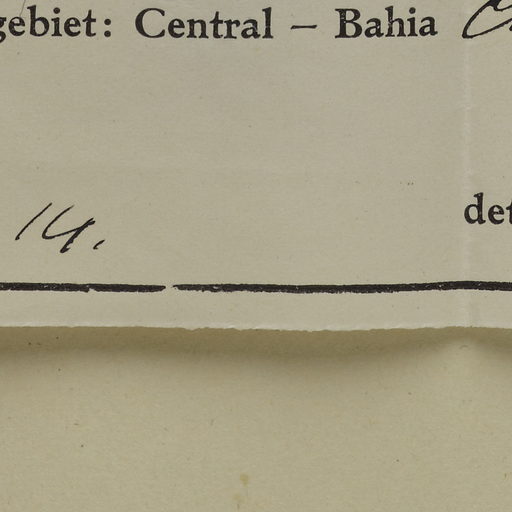 gebiet: Central – Bahia
14.
det